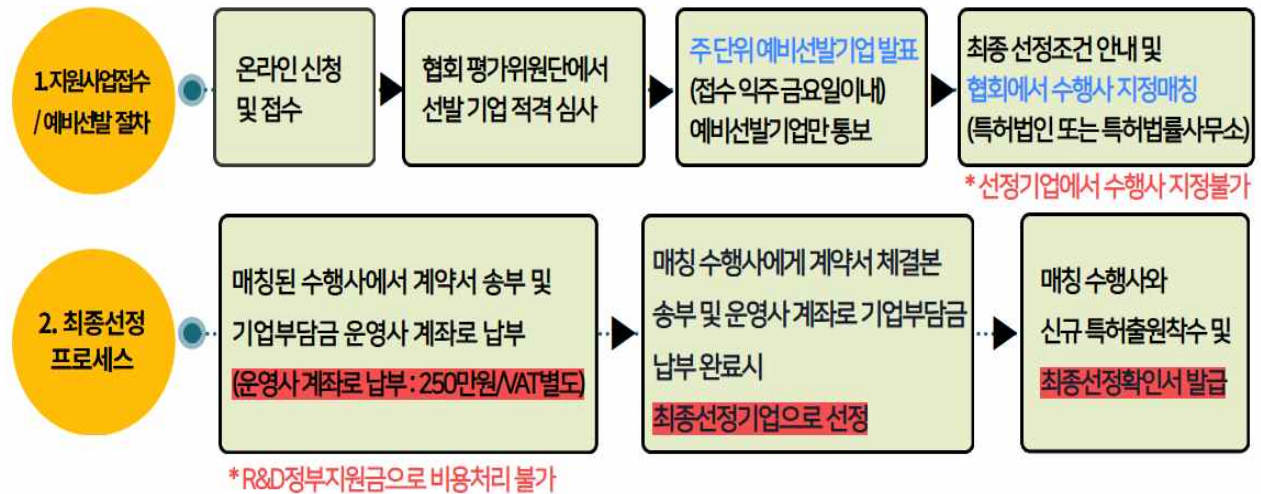 1.지원사업접수
/ 예비선발 절차
온라인 신청
및 접수
협회 평가위원단에서
선발 기업 적격 심사
주 단위 예비선발기업 발표
(접수 익주 금요일이내)
예비선발기업만 통보
최종 선정조건 안내 및
협회에서 수행사 지정매칭
(특허법인 또는 특허법률사무소)
* 선정기업에서 수행사 지정불가
2. 최종선정
프로세스
매칭된 수행사에서 계약서 송부 및
기업부담금 운영사 계좌로 납부
(운영사 계좌로 납부 : 250만원/VAT별도)
* R&D정부지원금으로 비용처리 불가
매칭 수행사에게 계약서 체결본
송부 및 운영사 계좌로 기업부담금
납부 완료시
최종선정기업으로 선정
매칭 수행사와
신규 특허출원착수 및
최종선정확인서 발급